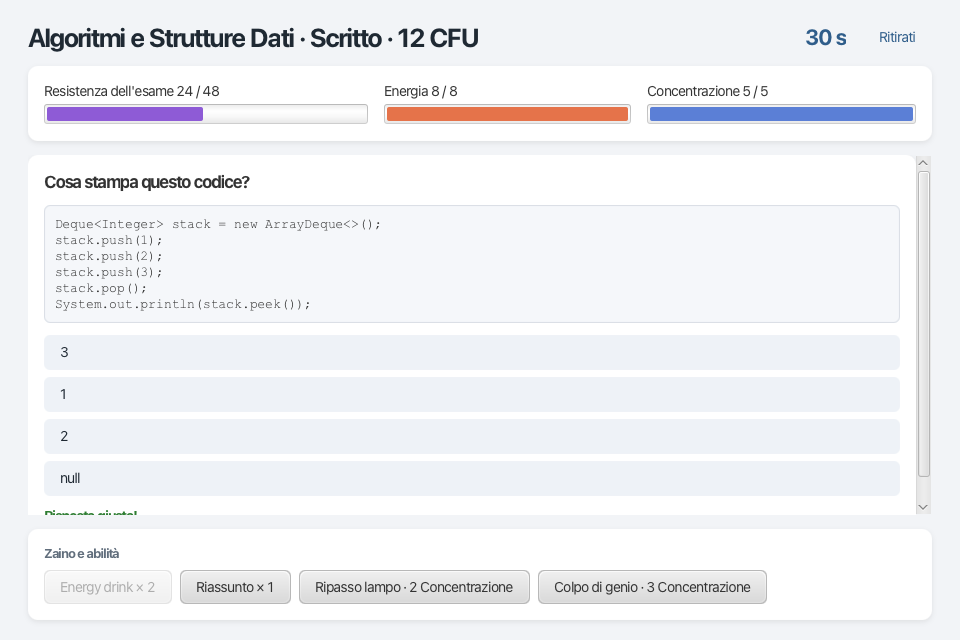 Algoritmi e Strutture Dati · Scritto · 12 CFU
30 s
Ritirati
Resistenza dell'esame 24 / 48
Energia 8 / 8
Concentrazione 5 / 5
Cosa stampa questo codice?
Deque<Integer> stack = new ArrayDeque<>();
stack.push(1);
stack.push(2);
stack.push(3);
stack.pop();
System.out.println(stack.peek());
3
1
2
null
Risposta giusta!
Zaino e abilità
Energy drink × 2
Riassunto × 1
Ripasso lampo · 2 Concentrazione
Colpo di genio · 3 Concentrazione